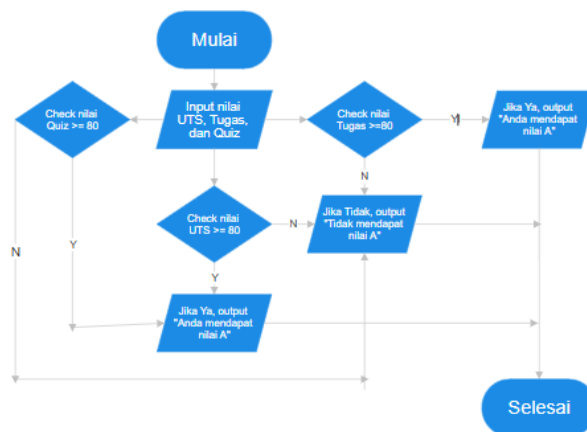 Mulai
Check nilai
Quiz >= 80
Input nilai
UTS, Tugas,
dan Quiz
Check nilai
Tugas >=80
Y
Jika Ya, output
"Anda mendapat
nilai A"
N
Check nilai
UTS >= 80
N
Jika Tidak, output
"Tidak mendapat
nilai A"
N
Y
Y
Jika Ya, output
"Anda mendapat
nilai A"
Selesai